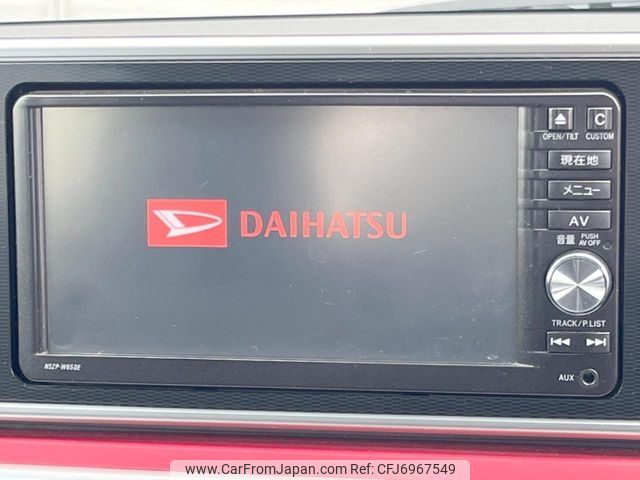 OPEN/TILT
C
CUSTOM
現在地
メニュー
AV
音量
PUSH
AV OFF
DAIHATSU
TRACK/P.LIST
NSZP-W65DE
AUX
www.CarFromJapan.com | RefNo:CFJ6967549